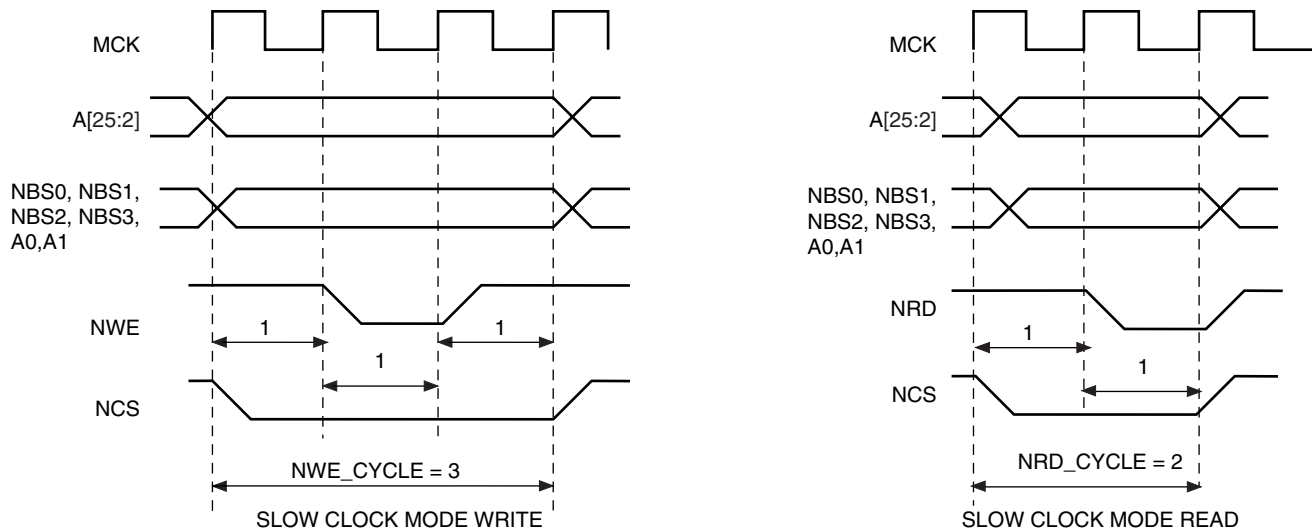 MCK
A[25:2]
NBS0, NBS1,
NBS2, NBS3,
A0,A1
NWE
1
1
1
NCS
NWE_CYCLE = 3
SLOW CLOCK MODE WRITE
MCK
A[25:2]
NBS0, NBS1,
NBS2, NBS3,
A0,A1
NRD
1
1
NCS
NRD_CYCLE = 2
SLOW CLOCK MODE READ